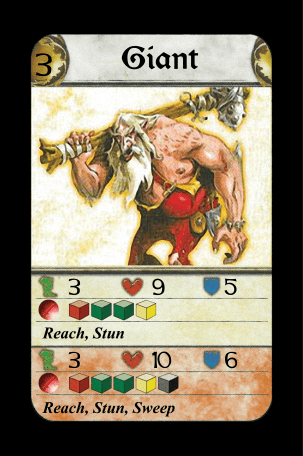 Giant
3
3 9 5
Reach, Stun
3 10 6
Reach, Stun, Sweep